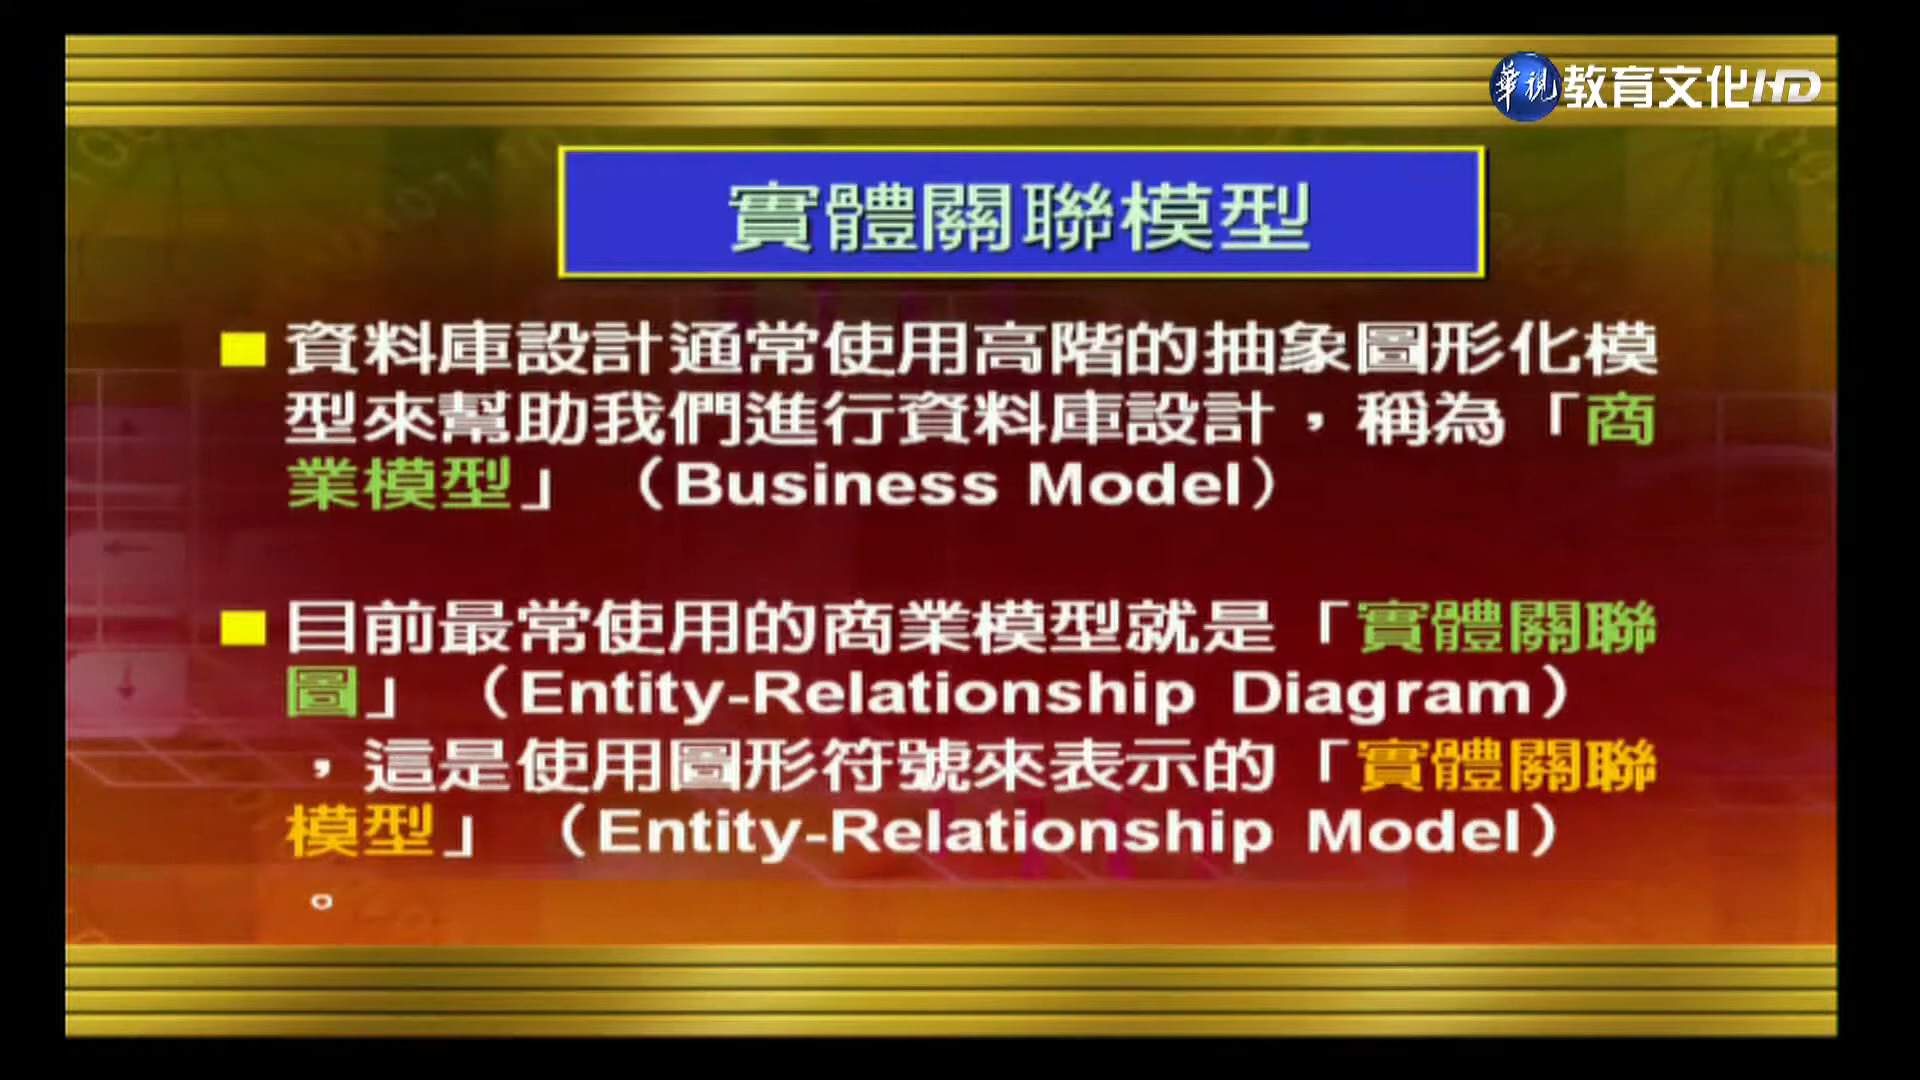 華視 教育文化HD
實體關聯模型
資料庫設計通常使用高階的抽象圖形化模
型來幫助我們進行資料庫設計，稱為「商
業模型」（Business Model）
目前最常使用的商業模型就是「實體關聯
圖」（Entity-Relationship Diagram）
，這是使用圖形符號來表示的「實體關聯
模型」（Entity-Relationship Model）
。